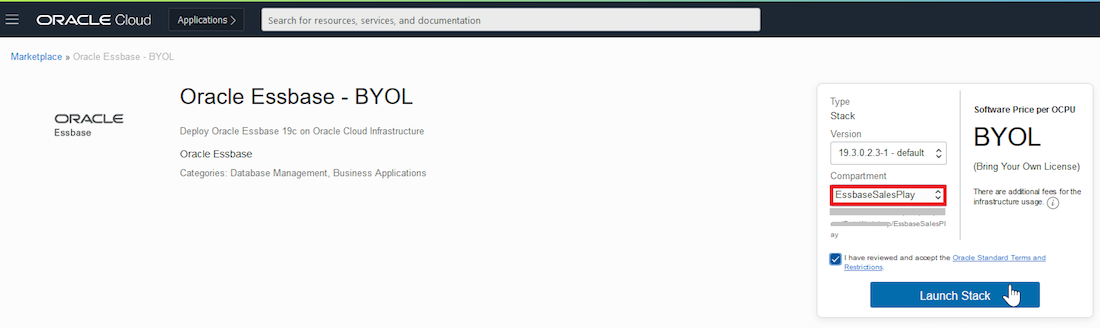 ORACLE Cloud
Applications >
Search for resources, services, and documentation
Marketplace » Oracle Essbase - BYOL
ORACLE
Essbase
Oracle Essbase - BYOL
Deploy Oracle Essbase 19c on Oracle Cloud Infrastructure
Oracle Essbase
Categories: Database Management, Business Applications
Type
Stack
Version
19.3.0.2.3-1 - default
Compartment
EssbaseSalesPlay
/EssbaseSalesPl
ay
Software Price per OCPU
BYOL
(Bring Your Own License)
There are additional fees for the
infrastructure usage.
I have reviewed and accept the Oracle Standard Terms and
Restrictions.
Launch Stack